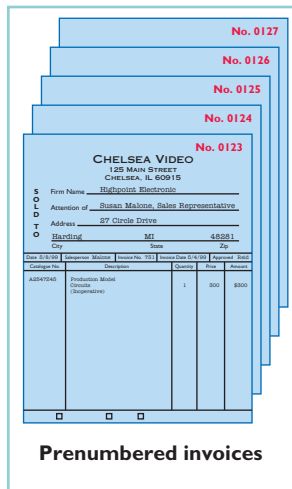 No. 0127
No. 0126
No. 0125
No. 0124
No. 0123
CHELSEA VIDEO
125 MAIN STREET
CHELSEA, IL 60915
SOLD TO
Firm Name Highpoint Electronic
Attention of Susan Malone, Sales Representative
Address 27 Circle Drive
Harding MI 48281
City State Zip
Date 5/8/99 Salesperson Malone Invoice No. 731 Invoice Date 5/4/99 Approved Reid
Catalogue No. Description Quantity Price Amount
A2547345 Production Model 1 300 $300
Circuits
(Inoperative)
Prenumbered invoices